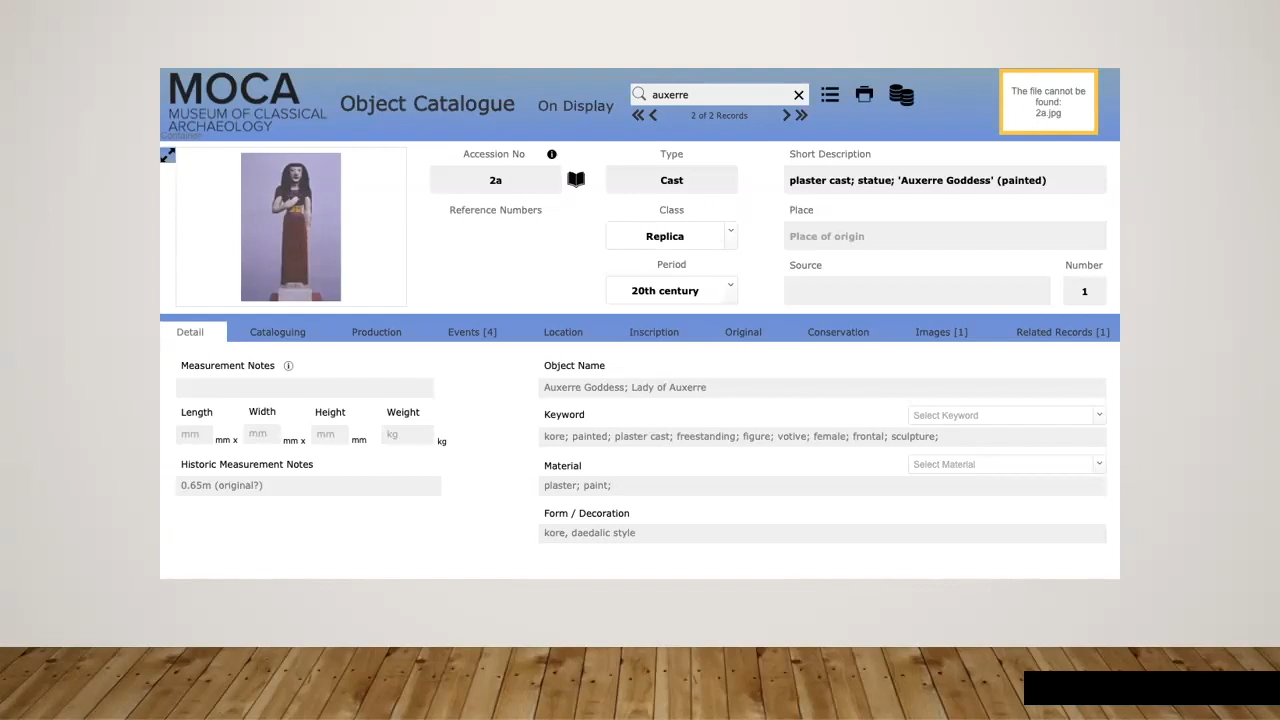 MOCA
MUSEUM OF CLASSICAL
ARCHAEOLOGY
Container
Object Catalogue
On Display
auxerre
2 of 2 Records
The file cannot be
found:
2a.jpg
Accession No
2a
Reference Numbers
Type
Cast
Class
Replica
Period
20th century
Short Description
plaster cast; statue; 'Auxerre Goddess' (painted)
Place
Place of origin
Source
Number
1
Detail
Cataloguing
Production
Events [4]
Location
Inscription
Original
Conservation
Images [1]
Related Records [1]
Measurement Notes
Length
Width
Height
Weight
mm
mm x
mm
mm x
mm
mm
kg
kg
Historic Measurement Notes
0.65m (original?)
Object Name
Auxerre Goddess; Lady of Auxerre
Keyword
Select Keyword
kore; painted; plaster cast; freestanding; figure; votive; female; frontal; sculpture;
Material
Select Material
plaster; paint;
Form / Decoration
kore, daedalic style